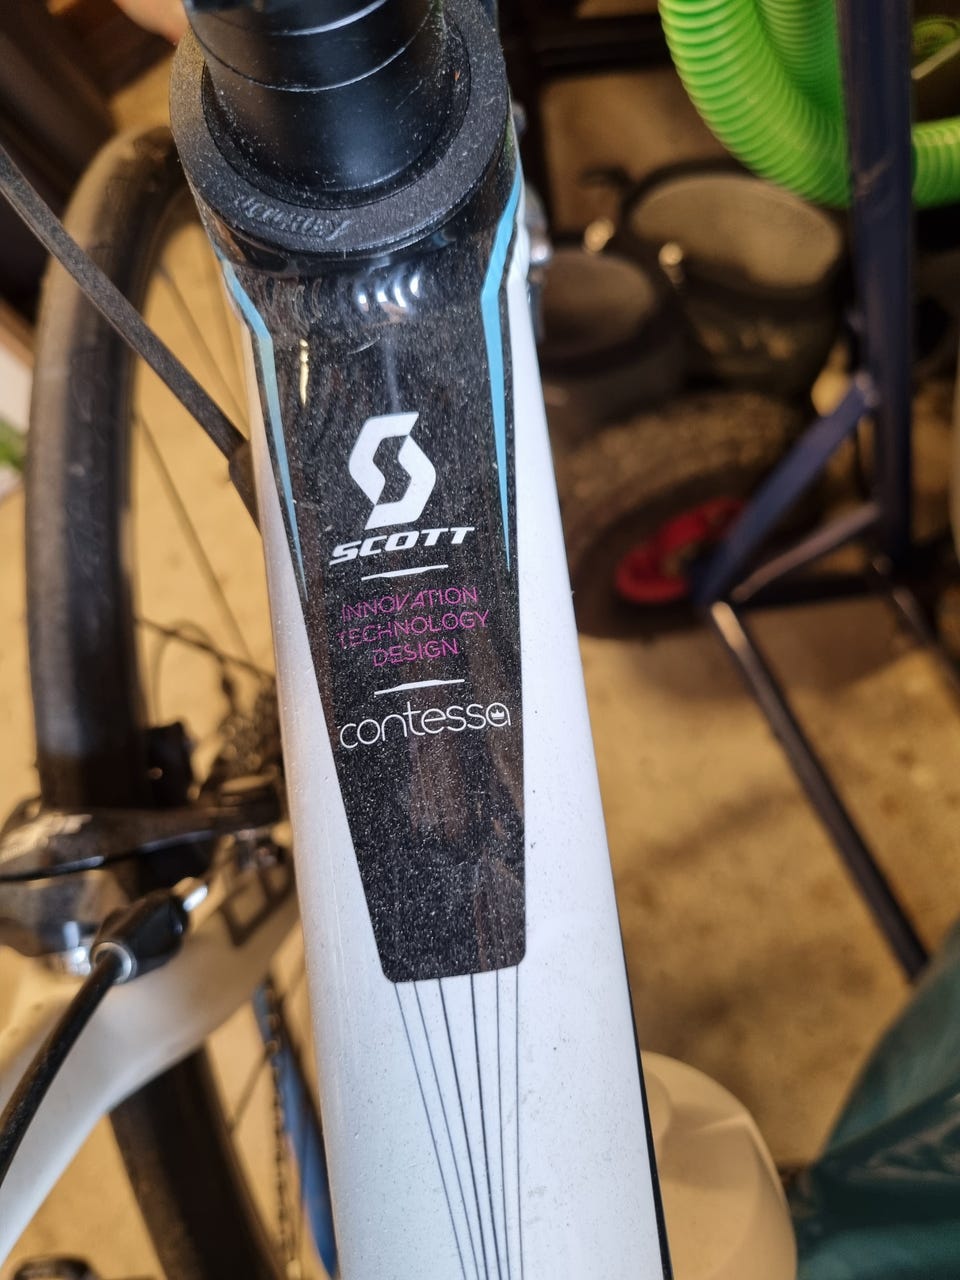 SCOTT
INNOVATION
TECHNOLOGY
DESIGN
contessa